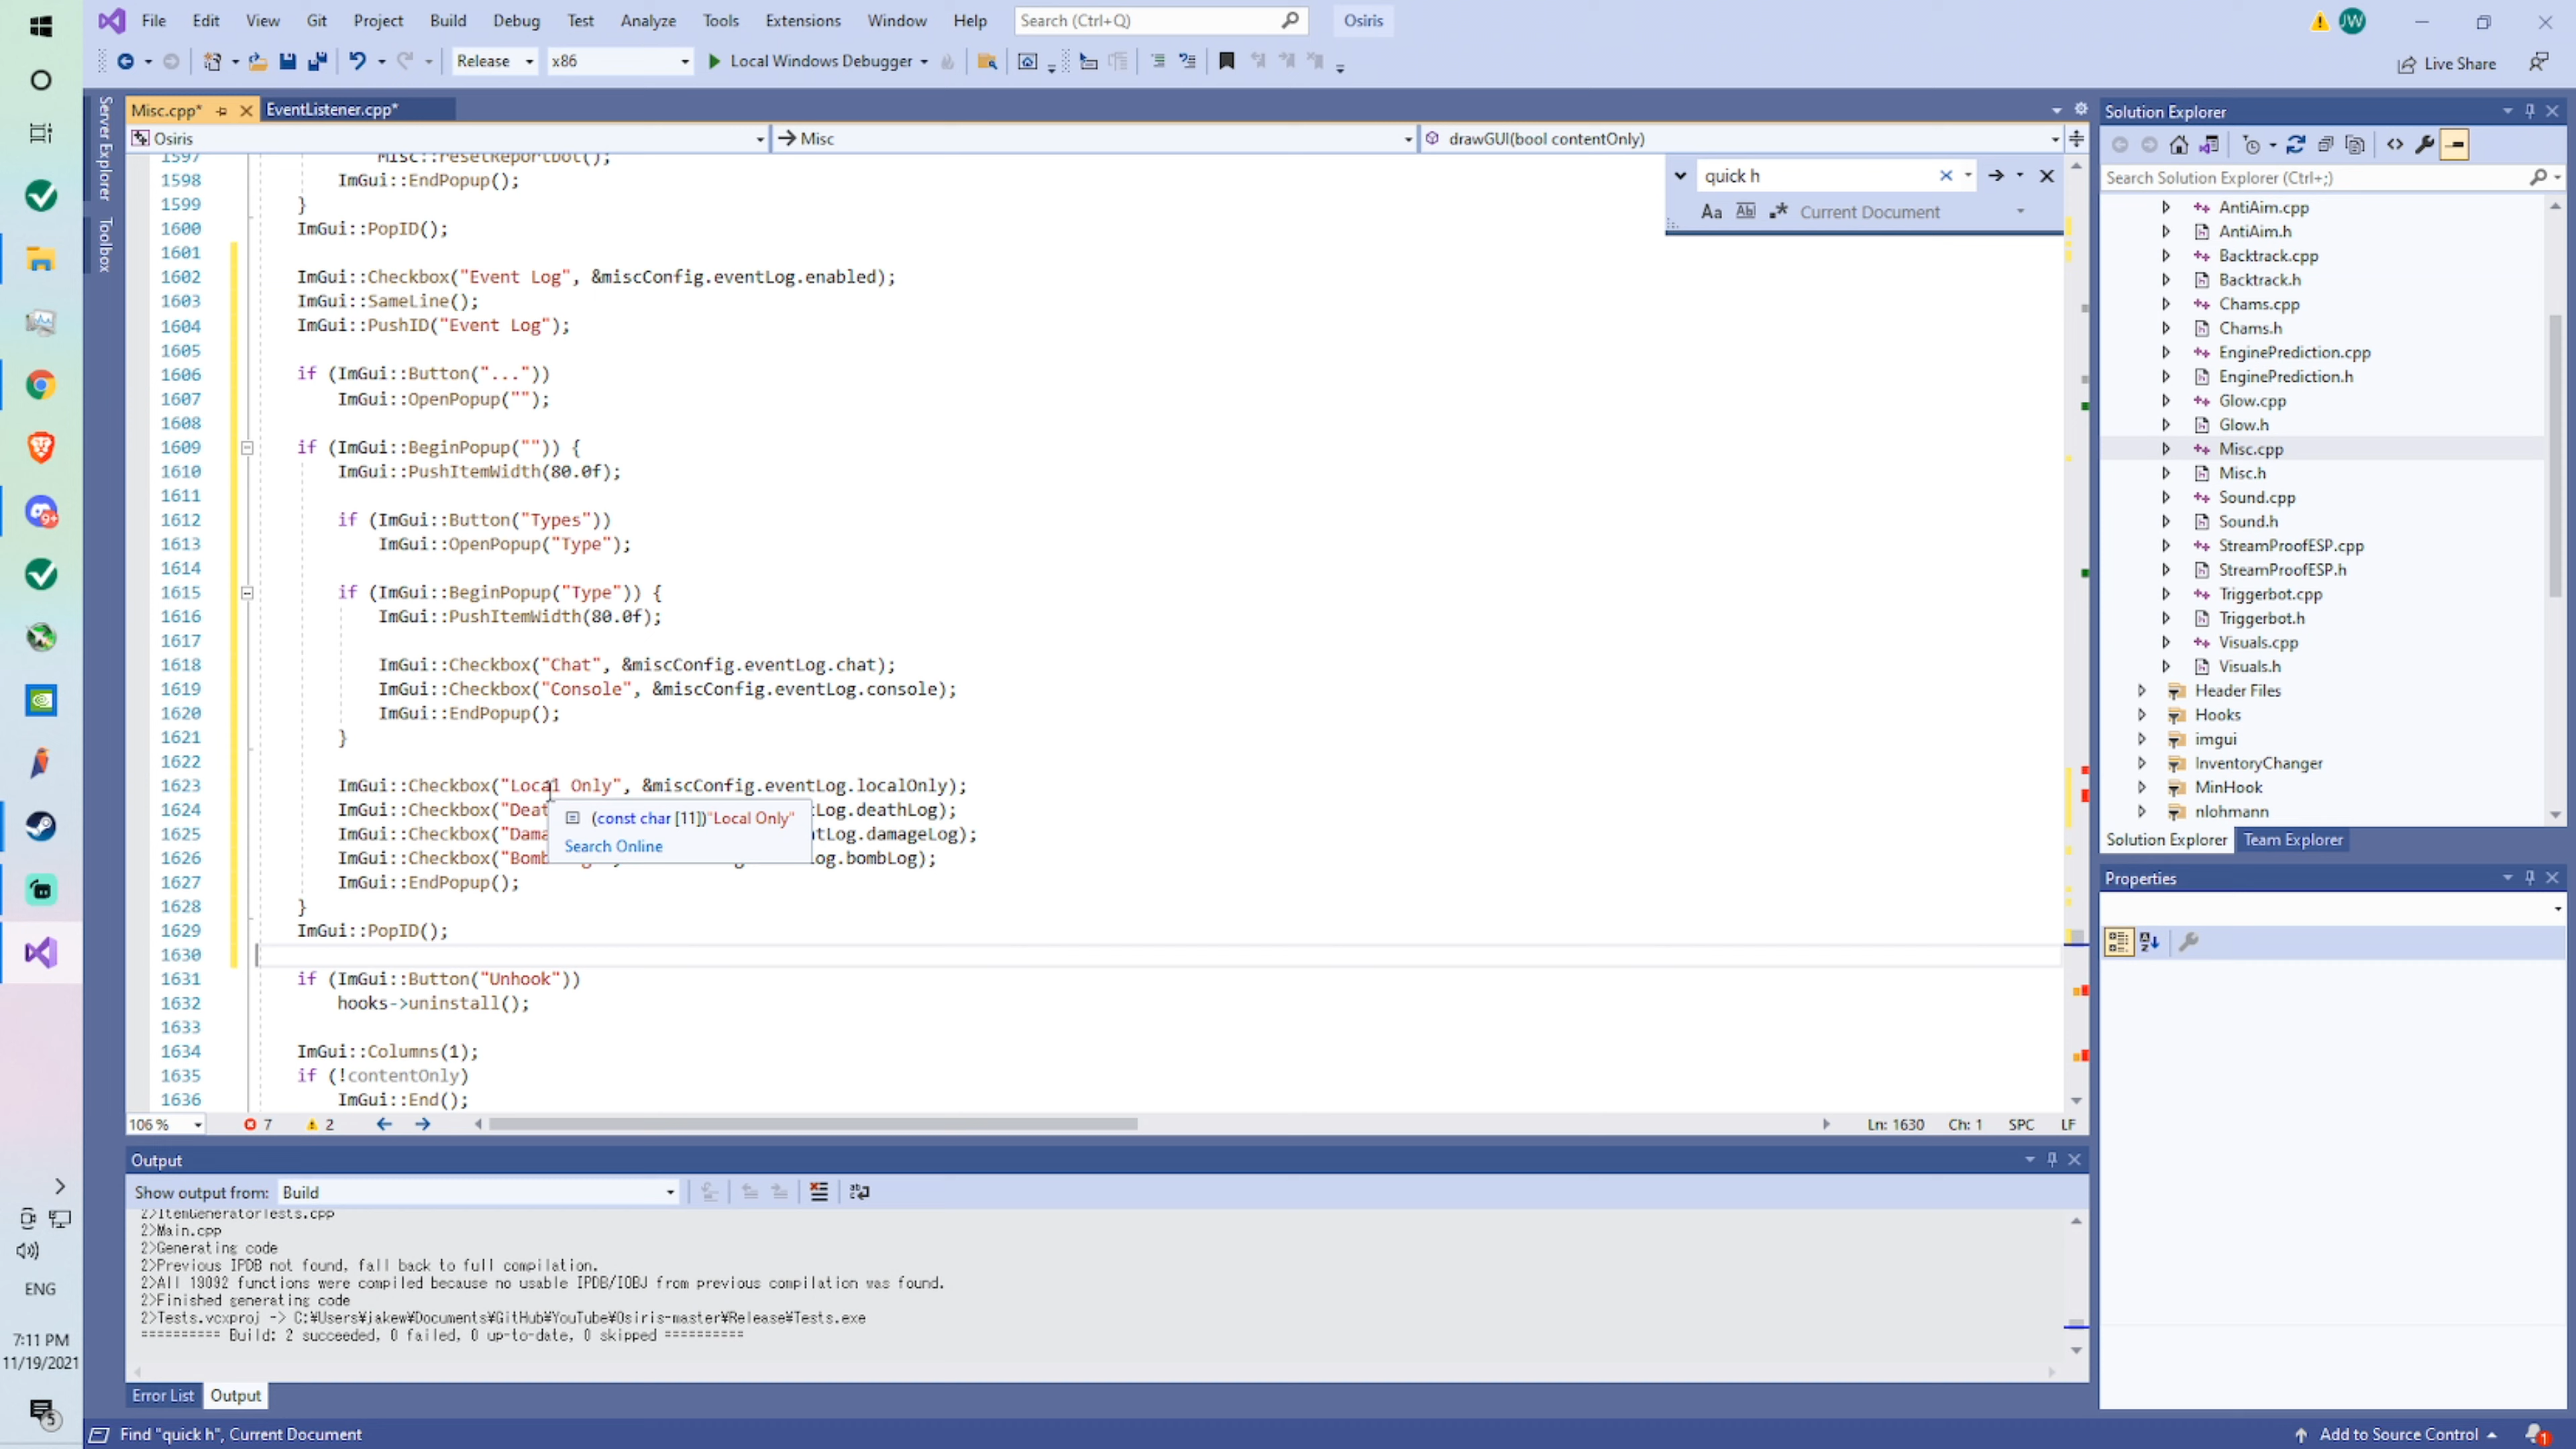 File Edit View Git Project Build Debug Test Analyze Tools Extensions Window Help Search (Ctrl+Q) Osiris JW
Release x86 Local Windows Debugger Live Share
Server Explorer
Toolbox
Misc.cpp* EventListener.cpp*
Osiris Misc drawGUI(bool contentOnly)
quick h
Aa Ab Current Document
1597 Misc::resetReportbot();
1598 ImGui::EndPopup();
1599 }
1600 ImGui::PopID();
1601
1602 ImGui::Checkbox("Event Log", &miscConfig.eventLog.enabled);
1603 ImGui::SameLine();
1604 ImGui::PushID("Event Log");
1605
1606 if (ImGui::Button("..."))
1607 ImGui::OpenPopup("");
1608
1609 if (ImGui::BeginPopup("")) {
1610 ImGui::PushItemWidth(80.0f);
1611
1612 if (ImGui::Button("Types"))
1613 ImGui::OpenPopup("Type");
1614
1615 if (ImGui::BeginPopup("Type")) {
1616 ImGui::PushItemWidth(80.0f);
1617
1618 ImGui::Checkbox("Chat", &miscConfig.eventLog.chat);
1619 ImGui::Checkbox("Console", &miscConfig.eventLog.console);
1620 ImGui::EndPopup();
1621 }
1622
1623 ImGui::Checkbox("Local Only", &miscConfig.eventLog.localOnly);
1624 ImGui::Checkbox("Deat Log.deathLog);
1625 ImGui::Checkbox("Dama tLog.damageLog);
1626 ImGui::Checkbox("Bomb og.bombLog);
(const char [11])"Local Only"
Search Online
1627 ImGui::EndPopup();
1628 }
1629 ImGui::PopID();
1630
1631 if (ImGui::Button("Unhook"))
1632 hooks->uninstall();
1633
1634 ImGui::Columns(1);
1635 if (!contentOnly)
1636 ImGui::End();
106 % 7 2 Ln: 1630 Ch: 1 SPC LF
Output
Show output from: Build
2>ItemGeneratorTests.cpp
2>Main.cpp
2>Generating code
2>Previous IPDB not found, fall back to full compilation.
2>All 19092 functions were compiled because no usable IPDB/IOBJ from previous compilation was found.
2>Finished generating code
2>Tests.vcxproj -> C:¥Users¥jakew¥Documents¥GitHub¥YouTube¥Osiris-master¥Release¥Tests.exe
========== Build: 2 succeeded, 0 failed, 0 up-to-date, 0 skipped ==========
Error List Output
Find "quick h", Current Document
Add to Source Control 1
Solution Explorer
Search Solution Explorer (Ctrl+;)
AntiAim.cpp
AntiAim.h
Backtrack.cpp
Backtrack.h
Chams.cpp
Chams.h
EnginePrediction.cpp
EnginePrediction.h
Glow.cpp
Glow.h
Misc.cpp
Misc.h
Sound.cpp
Sound.h
StreamProofESP.cpp
StreamProofESP.h
Triggerbot.cpp
Triggerbot.h
Visuals.cpp
Visuals.h
Header Files
Hooks
imgui
InventoryChanger
MinHook
nlohmann
Solution Explorer Team Explorer
Properties
9+
ENG
7:11 PM
11/19/2021
5